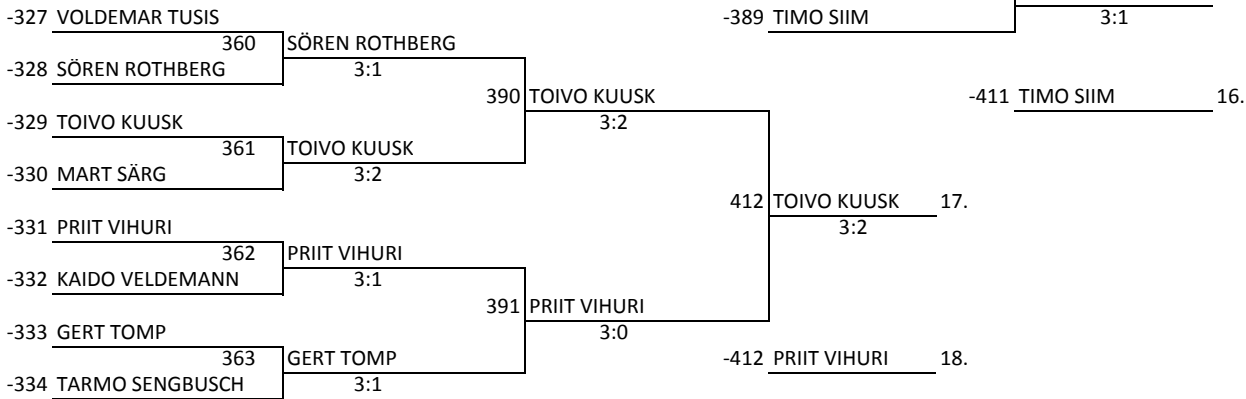 -327 VOLDEMAR TUSIS
-389 TIMO SIIM
3:1
360 SÖREN ROTHBERG
-328 SÖREN ROTHBERG
3:1
390 TOIVO KUUSK
-411 TIMO SIIM 16.
-329 TOIVO KUUSK
3:2
361 TOIVO KUUSK
-330 MART SÄRG
3:2
412 TOIVO KUUSK 17.
-331 PRIIT VIHURI
3:2
362 PRIIT VIHURI
-332 KAIDO VELDEMANN
3:1
391 PRIIT VIHURI
-333 GERT TOMP
3:0
363 GERT TOMP
-412 PRIIT VIHURI 18.
-334 TARMO SENGBUSCH
3:1